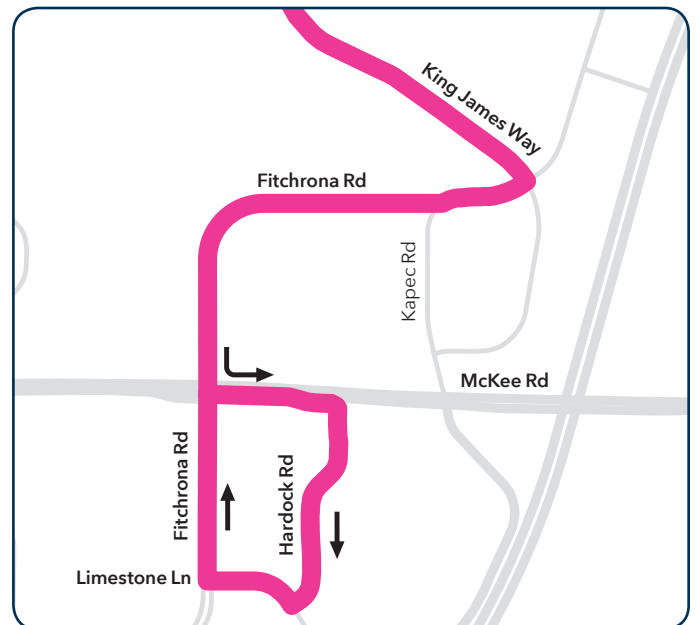 King James Way
Fitchrona Rd
Kapec Rd
McKee Rd
Fitchrona Rd
Hardock Rd
Limestone Ln